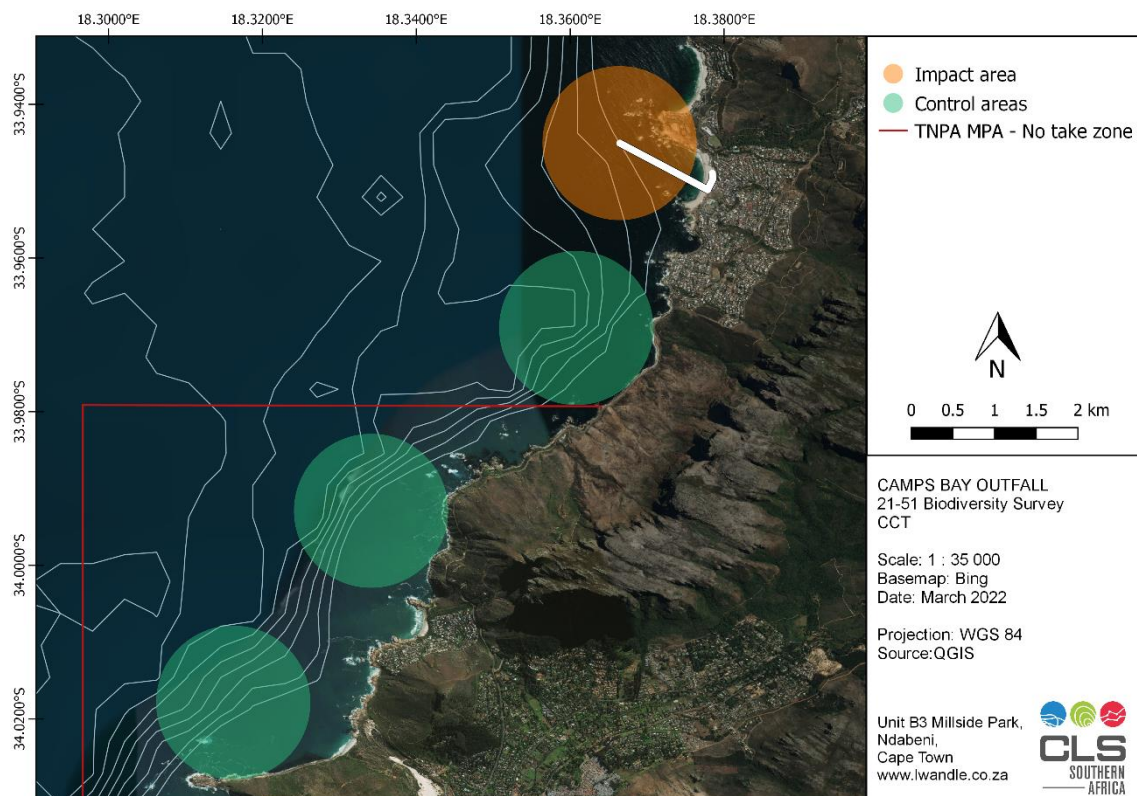 18.3000°E 18.3200°E 18.3400°E 18.3600°E 18.3800°E
33.9400°S
33.9600°S
33.9800°S
34.0000°S
34.0200°S
Impact area
Control areas
TNPA MPA - No take zone
N
0 0.5 1 1.5 2 km
CAMPS BAY OUTFALL
21-51 Biodiversity Survey
CCT
Scale: 1 : 35 000
Basemap: Bing
Date: March 2022
Projection: WGS 84
Source:QGIS
Unit B3 Millside Park,
Ndabeni,
Cape Town
www.lwandle.co.za
CLS
SOUTHERN
AFRICA